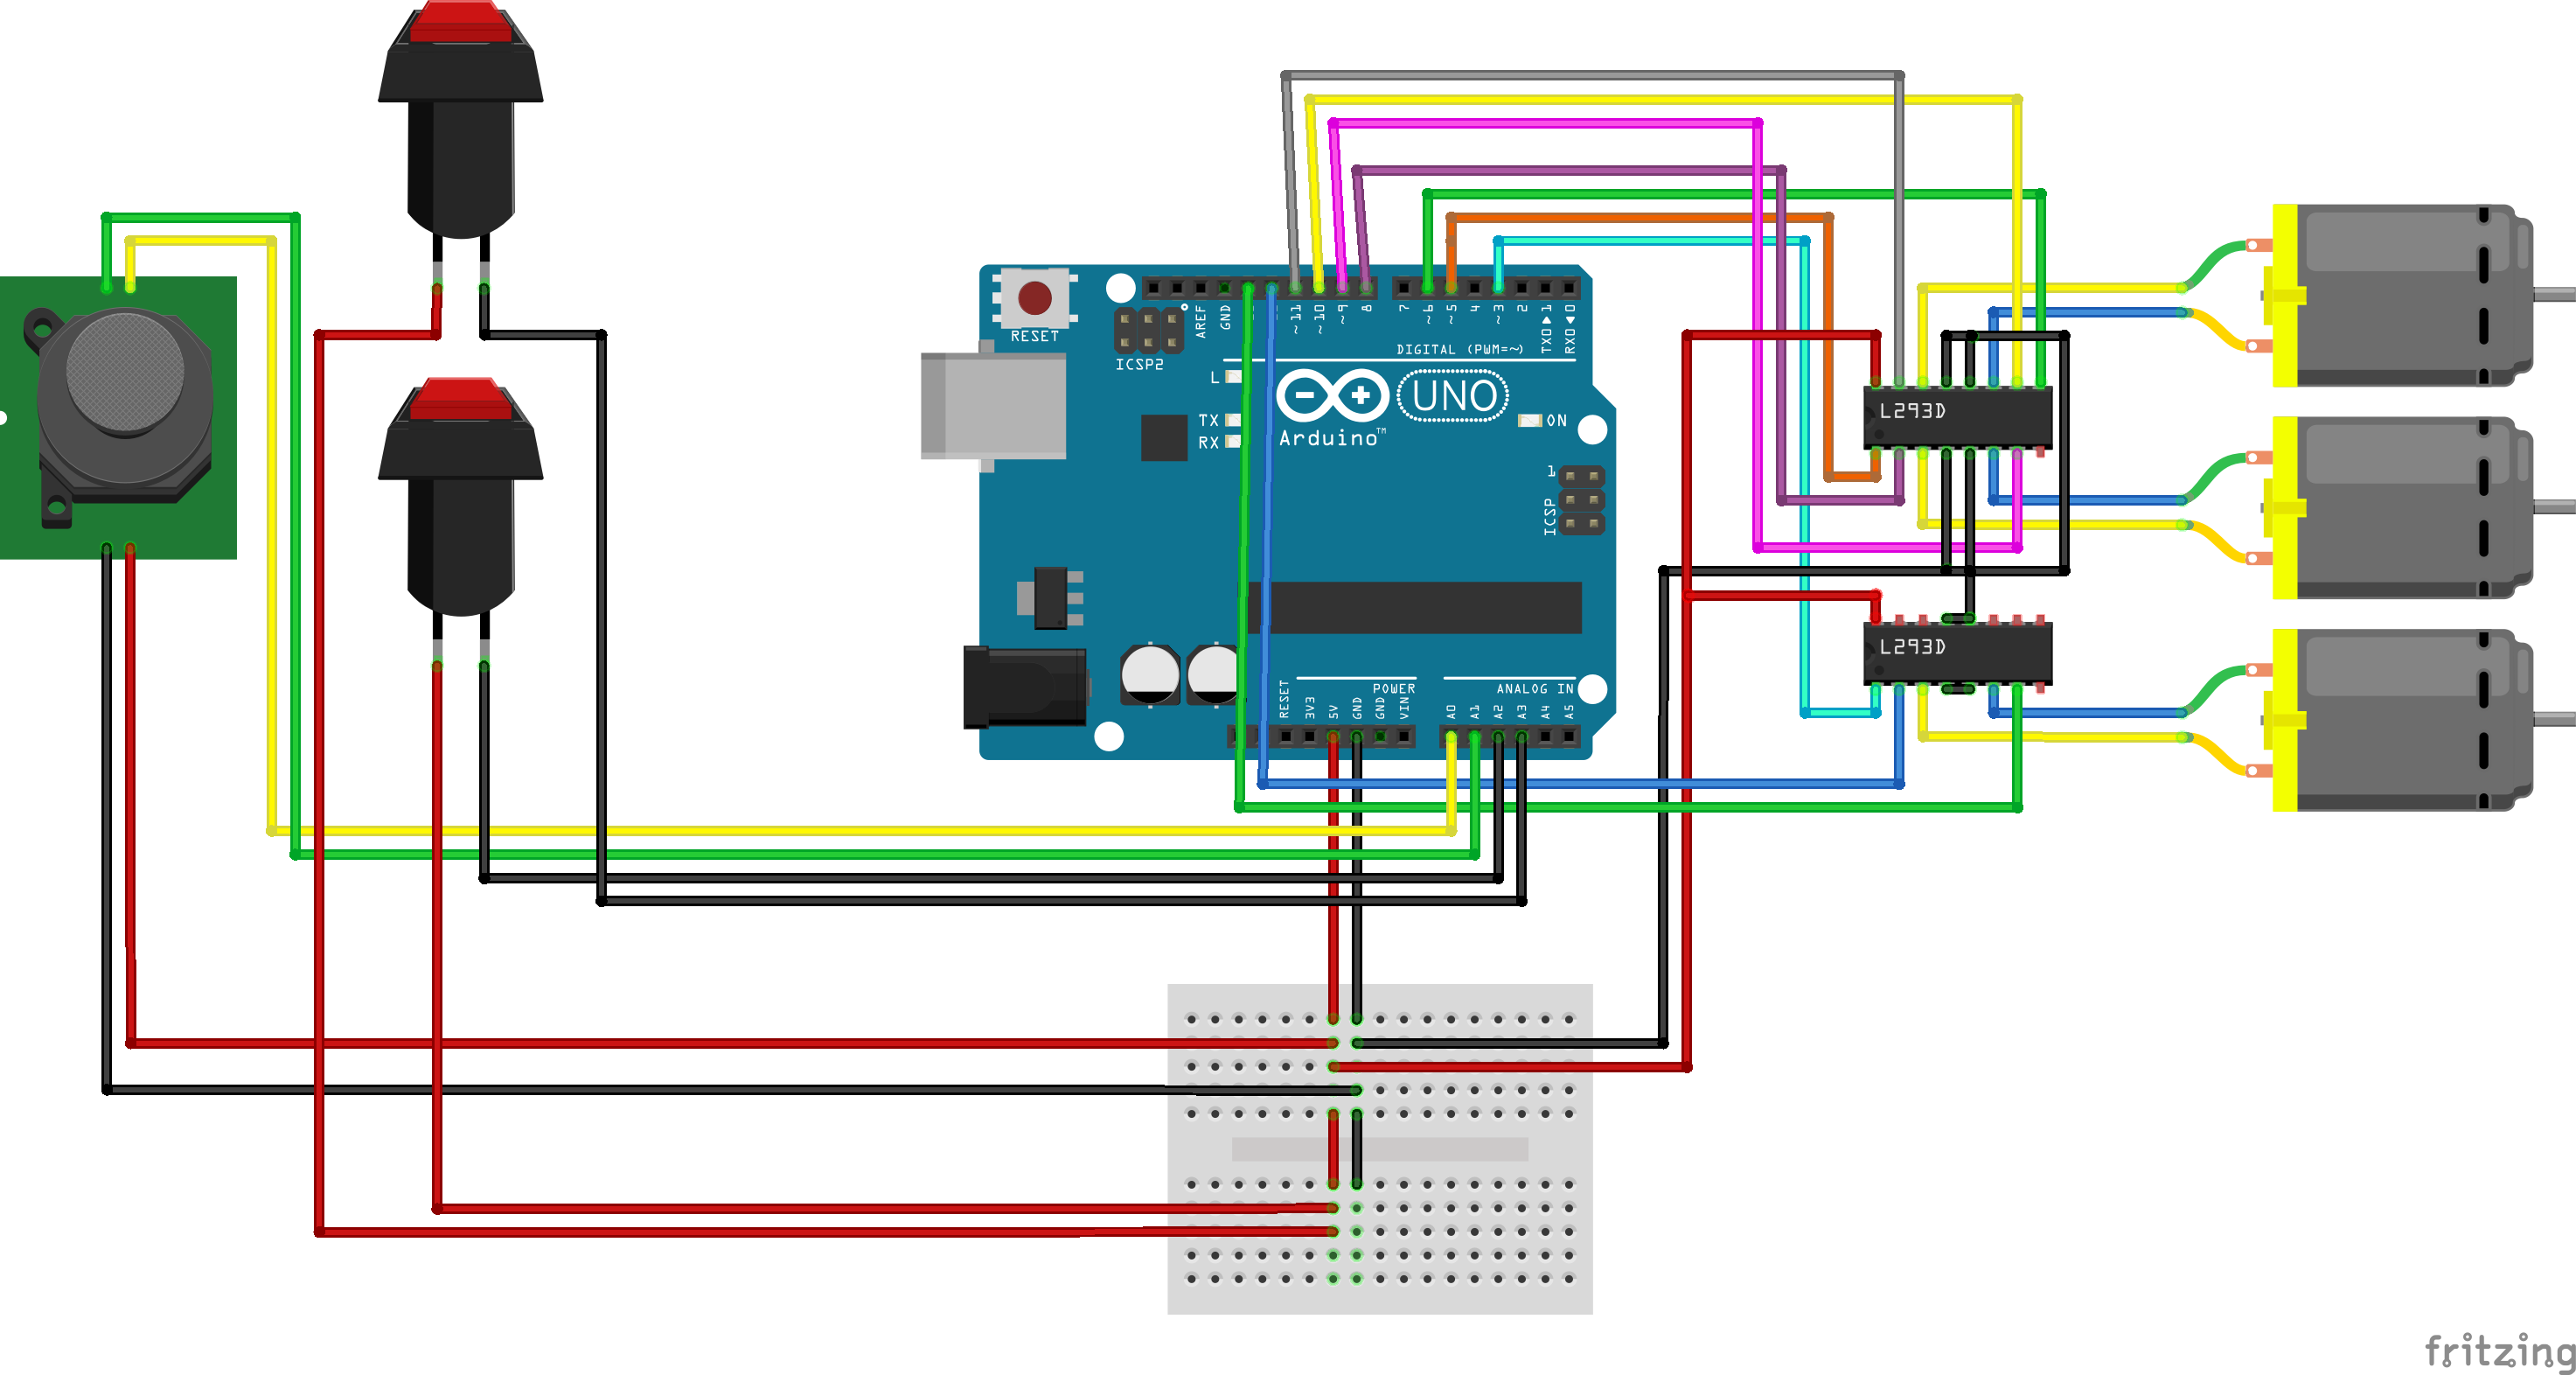 RESET
ICSP2
AREF
GND
~11
~10
~9
8
7
~6
~5
4
~3
2
TX0▶1
RX0◀0
DIGITAL (PWM=~)
L
TX
RX
Arduino™
UNO
ON
1
ICSP
L293D
L293D
POWER
ANALOG IN
RESET
3V3
5V
GND
GND
VIN
A0
A1
A2
A3
A4
A5
fritzing